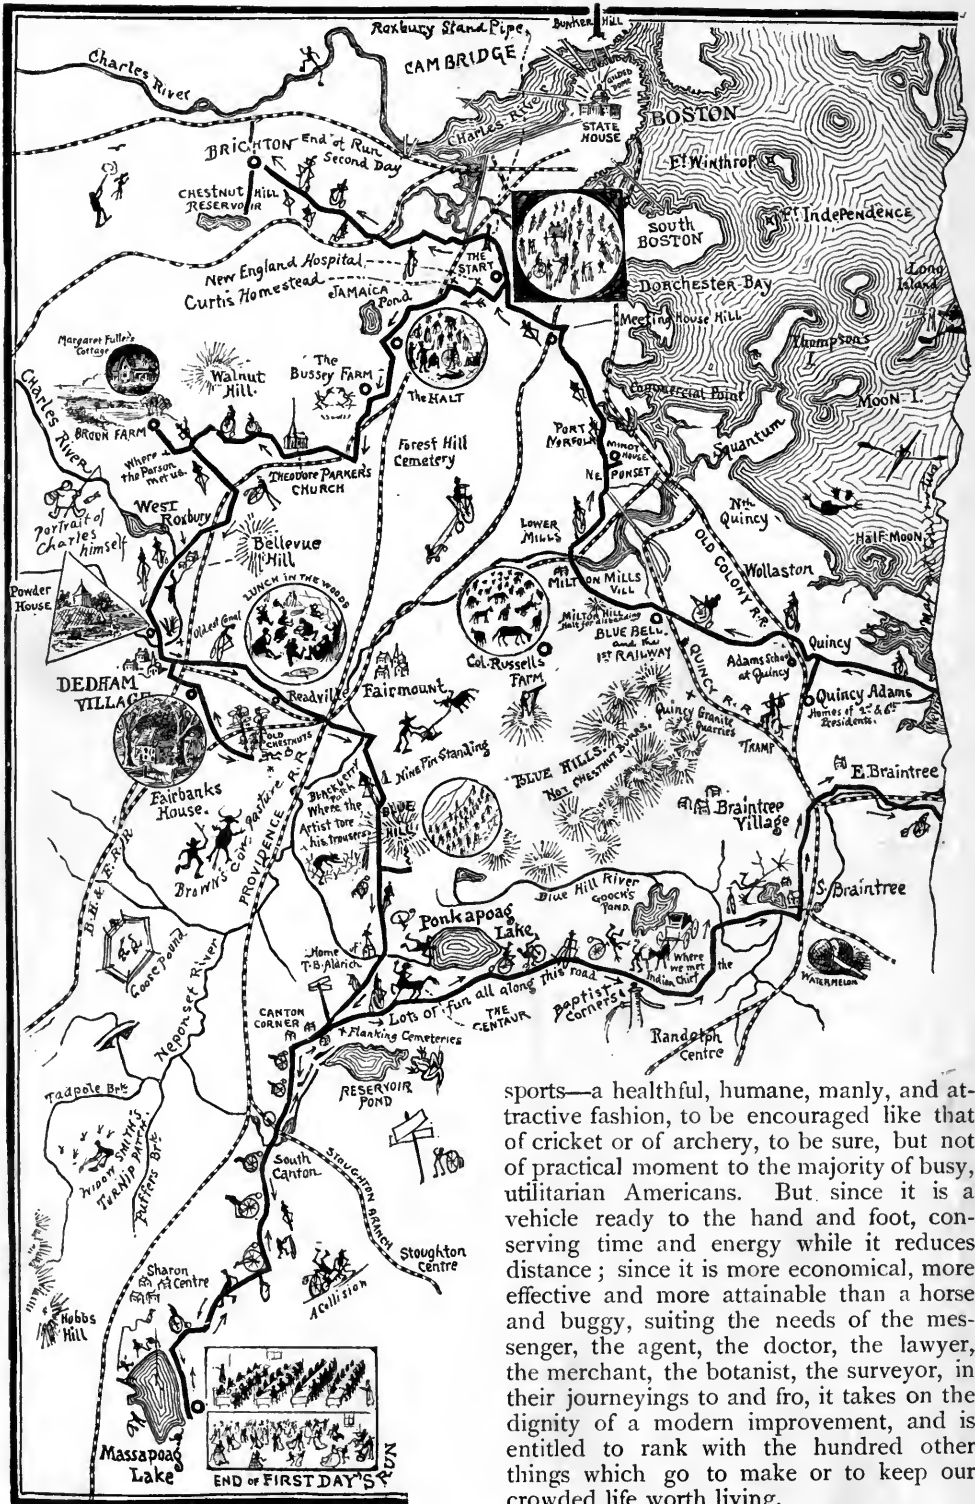 Roxbury Stand Pipe.
BUNKER HILL
CAMBRIDGE
Charles River
Charles River
GILDED
DOME
STATE
HOUSE
BOSTON
BRIGHTON
End of Run
Second Day
Ft. Winthrop
CHESTNUT HILL
RESERVOIR
South
BOSTON
Ft. Independence
New England Hospital
THE
START
Curtis Homestead
JAMAICA
Pond
DORCHESTER BAY
Long
Island
Meeting House Hill
Margaret Fuller's
Cottage
Walnut
Hill.
The
BUSSEY FARM
The HALT
Thompson's
I.
Commercial Point
MOON I.
Charles River
BROOK FARM
Where
the Parson
met us.
THEODORE PARKER'S
CHURCH
Forest Hill
Cemetery
PORT
NORFOLK
MINOT
HOUSE
NEPONSET
Squantum
Portrait of
Charles
himself
West
Roxbury
Bellevue
Hill
LOWER
MILLS
Nth
Quincy
OLD COLONY R.R.
Half Moon
Wollaston
Powder
House
Oldest Canal
LUNCH IN THE WOODS
MILTON MILLS
VILL
MILTON HILL
Halt for disbanding
BLUE BELL
and the
1ST RAILWAY
Col. Russells
FARM
Quincy
Adams School
at Quincy
DEDHAM
VILLAGE
Readville
Fairmount
QUINCY R.R.
Quincy Adams
Homes of 2nd & 6th
Presidents.
OLD
CHESTNUTS
Quincy Granite
Quarries
TRAMP
Nine Pin Standing
BLUE HILLS
NOT CHESTNUT BURRS
Fairbanks
House.
BLACKBERRY
PARK
Where the
Artist tore
his trousers
BLUE
HILL
E. Braintree
Braintree
Village
B. H. & E. R. R.
Brown's Cow pasture
PROVIDENCE R.R
Blue Hill River
GOOCH'S
POND.
S. Braintree
Goose Pound
Ponkapoag
Lake
Home of
T. B. Aldrich
Where
we met the
Indian Chief
WATERMELON
Neponset River
CANTON
CORNER
Lots of fun all along this road
THE
CENTAUR
Baptist
Corners
Flanking Cemeteries
Randolph
Centre
RESERVOIR
POND
Tadpole Brk.
WIDOW SMITH'S
TURNIP PATCH.
Puffers Brk.
South
Canton
STOUGHTON
BRANCH
Stoughton
Centre
Sharon
Centre
A Collision
Hobbs
Hill
Massapoag
Lake
END OF FIRST DAY'S RUN
sports—a healthful, humane, manly, and at-
tractive fashion, to be encouraged like that
of cricket or of archery, to be sure, but not
of practical moment to the majority of busy,
utilitarian Americans. But since it is a
vehicle ready to the hand and foot, con-
serving time and energy while it reduces
distance; since it is more economical, more
effective and more attainable than a horse
and buggy, suiting the needs of the mes-
senger, the agent, the doctor, the lawyer,
the merchant, the botanist, the surveyor, in
their journeyings to and fro, it takes on the
dignity of a modern improvement, and is
entitled to rank with the hundred other
things which go to make or to keep our
crowded life worth living.